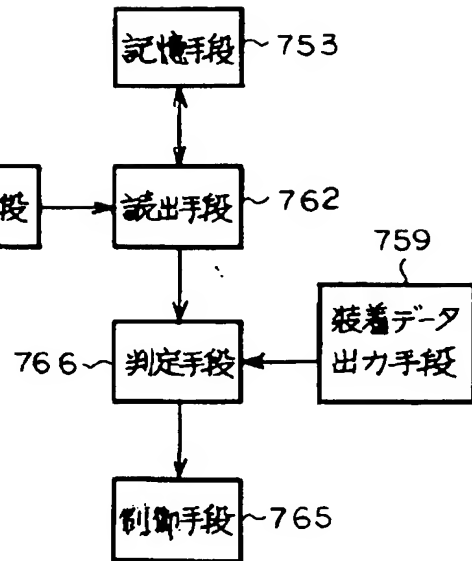 記憶手段 753
段 読出手段 762
759
装着データ
出力手段
766 判定手段
制御手段 765